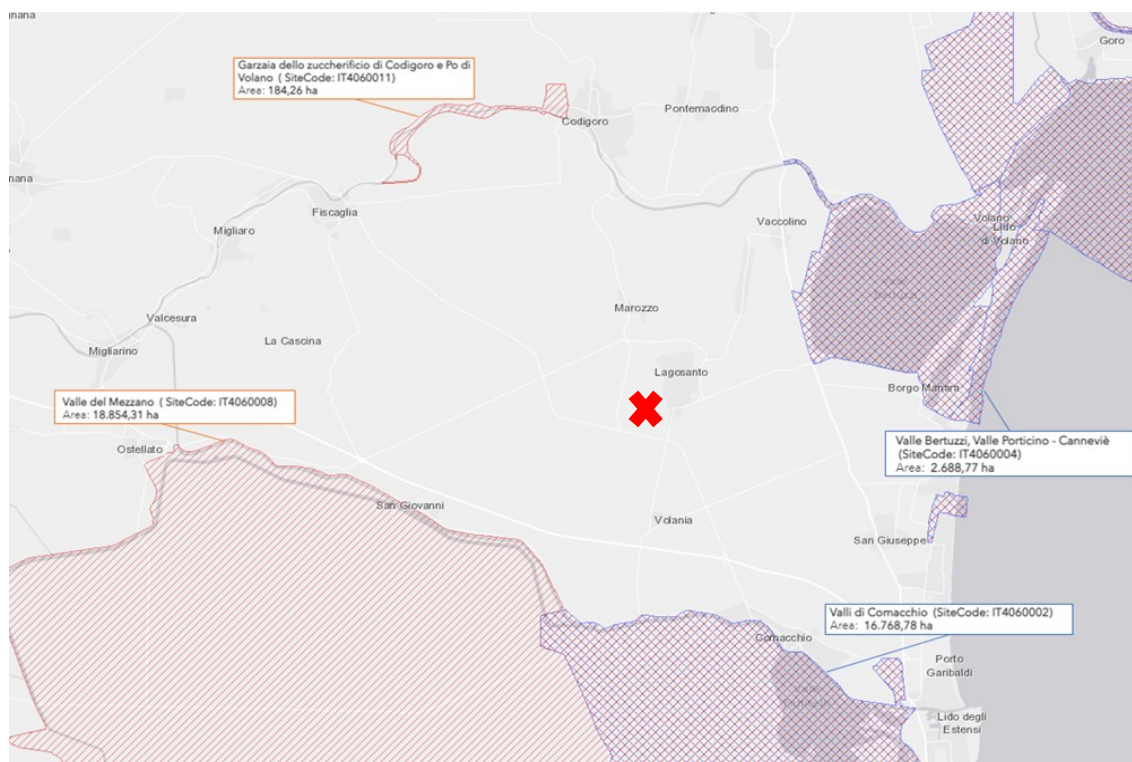 gnana
Goro
Garzaia dello zuccherificio di Codigoro e Po di
Volano ( SiteCode: IT4060011)
Area: 184,26 ha
Pontemaodino
Codigoro
nana
Fiscaglia
Volano
Lido
di Volano
Vaccolino
Migliaro
Marozzo
Valcesura
La Cascina
Migliarino
Lagosanto
Borgo Manara
Valle del Mezzano ( SiteCode: IT4060008)
Area: 18.854,31 ha
Ostellato
Valle Bertuzzi, Valle Porticino - Canneviè
(SiteCode: IT4060004)
Area: 2.688,77 ha
San Giovanni
Volania
San Giuseppe
Valli di Comacchio (SiteCode: IT4060002)
Area: 16.768,78 ha
Comacchio
Porto
Garibaldi
Lido degli
Estensi